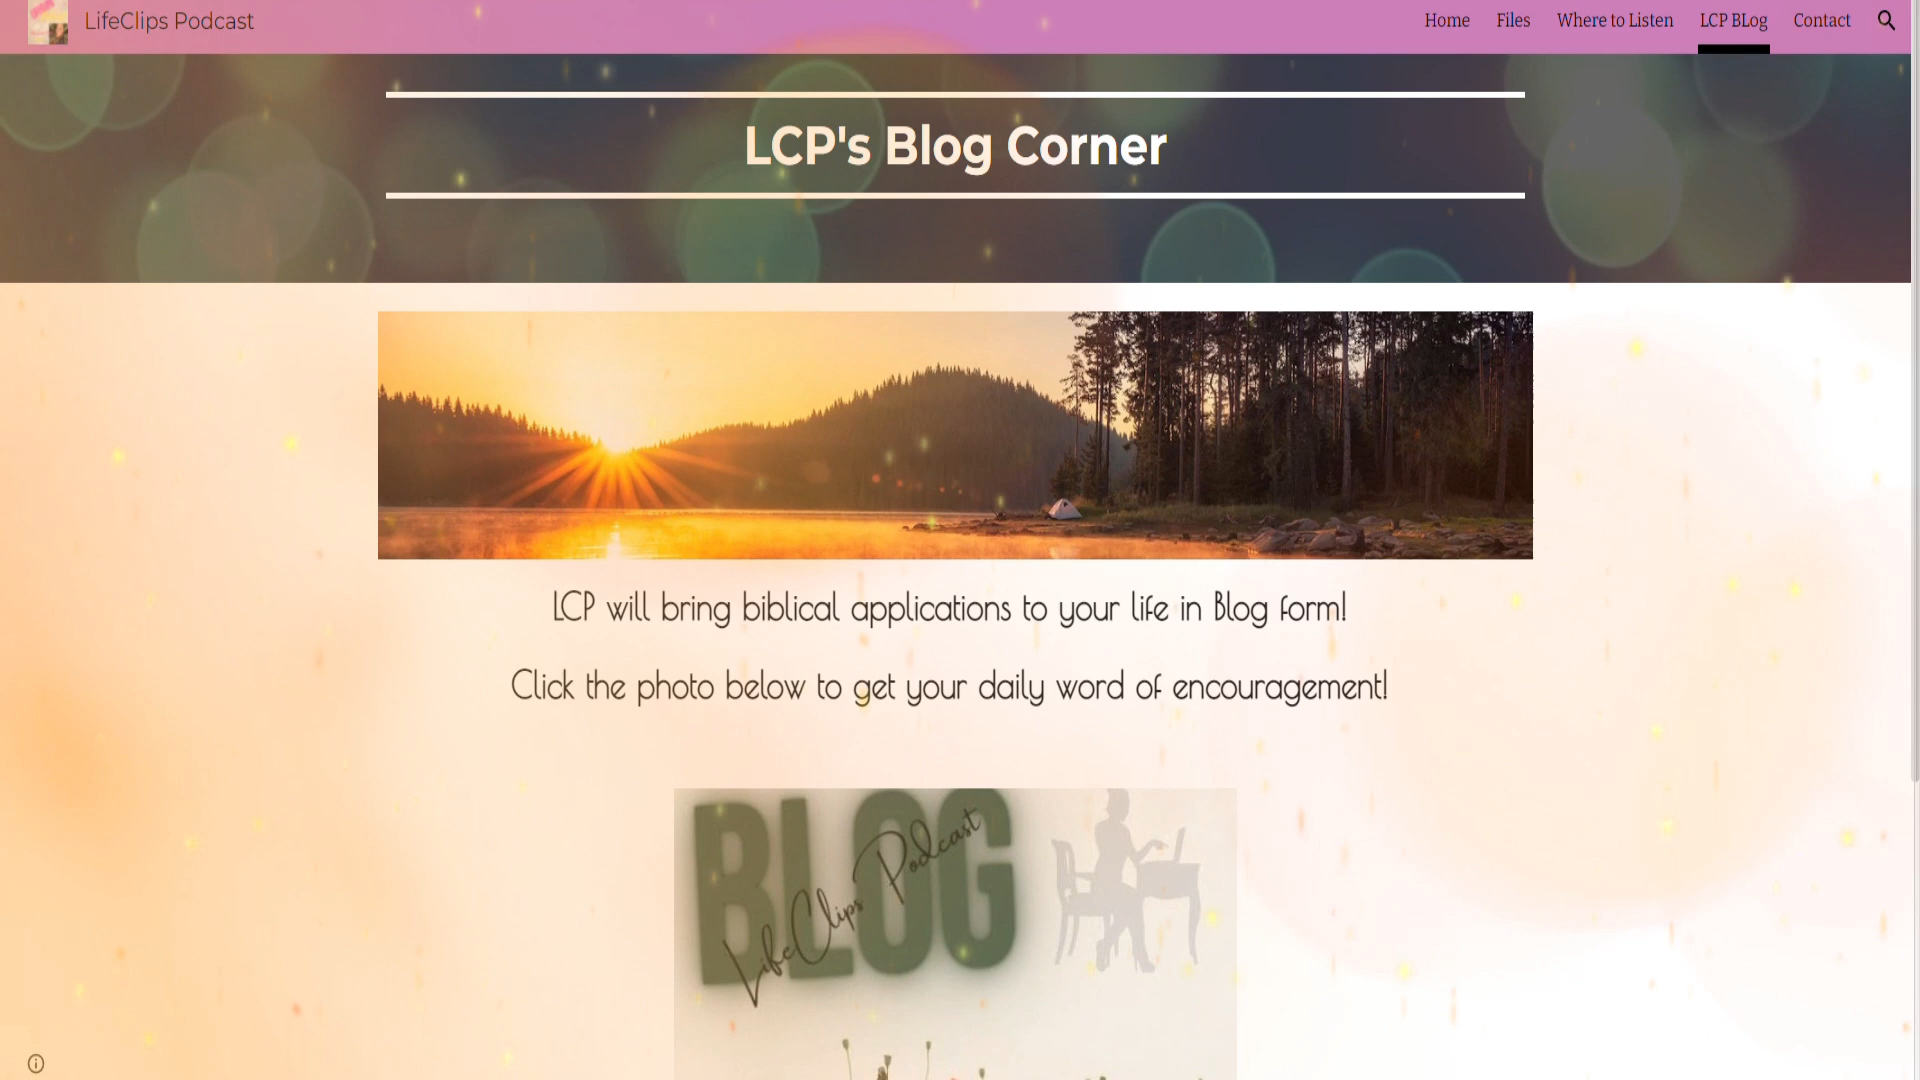 LifeClips Podcast
Home Files Where to Listen LCP BLog Contact
LCP's Blog Corner
LCP will bring biblical applications to your life in Blog form!
Click the photo below to get your daily word of encouragement!
BLOG
LifeClips Podcast